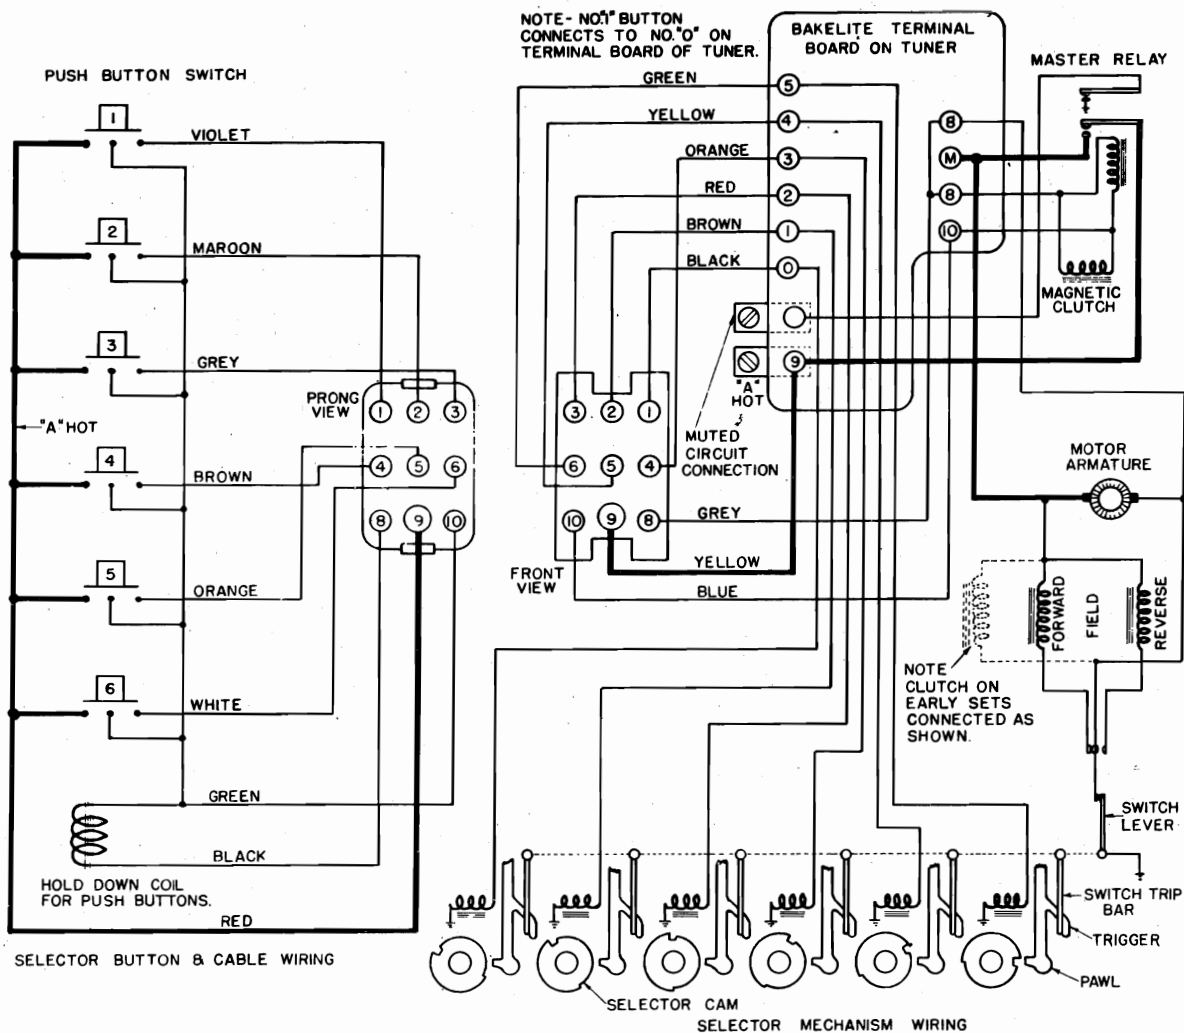 NOTE- NO."1" BUTTON
CONNECTS TO NO."0" ON
TERMINAL BOARD OF TUNER.
BAKELITE TERMINAL
BOARD ON TUNER
MASTER RELAY
PUSH BUTTON SWITCH
1
VIOLET
2
MAROON
3
GREY
"A" HOT
4
BROWN
5
ORANGE
6
WHITE
GREEN
BLACK
HOLD DOWN COIL
FOR PUSH BUTTONS.
RED
SELECTOR BUTTON & CABLE WIRING
PRONG
VIEW
1 2 3
4 5 6
8 9 10
GREEN
5
YELLOW
4
ORANGE
3
RED
2
BROWN
1
BLACK
0
9
"A"
HOT
MUTED
CIRCUIT
CONNECTION
8
M
8
10
MAGNETIC
CLUTCH
3 2 1
6 5 4
10 9 8
FRONT
VIEW
GREY
YELLOW
BLUE
MOTOR
ARMATURE
FORWARD
FIELD
REVERSE
NOTE
CLUTCH ON
EARLY SETS
CONNECTED AS
SHOWN.
SWITCH
LEVER
SWITCH TRIP
BAR
TRIGGER
PAWL
SELECTOR CAM
SELECTOR MECHANISM WIRING